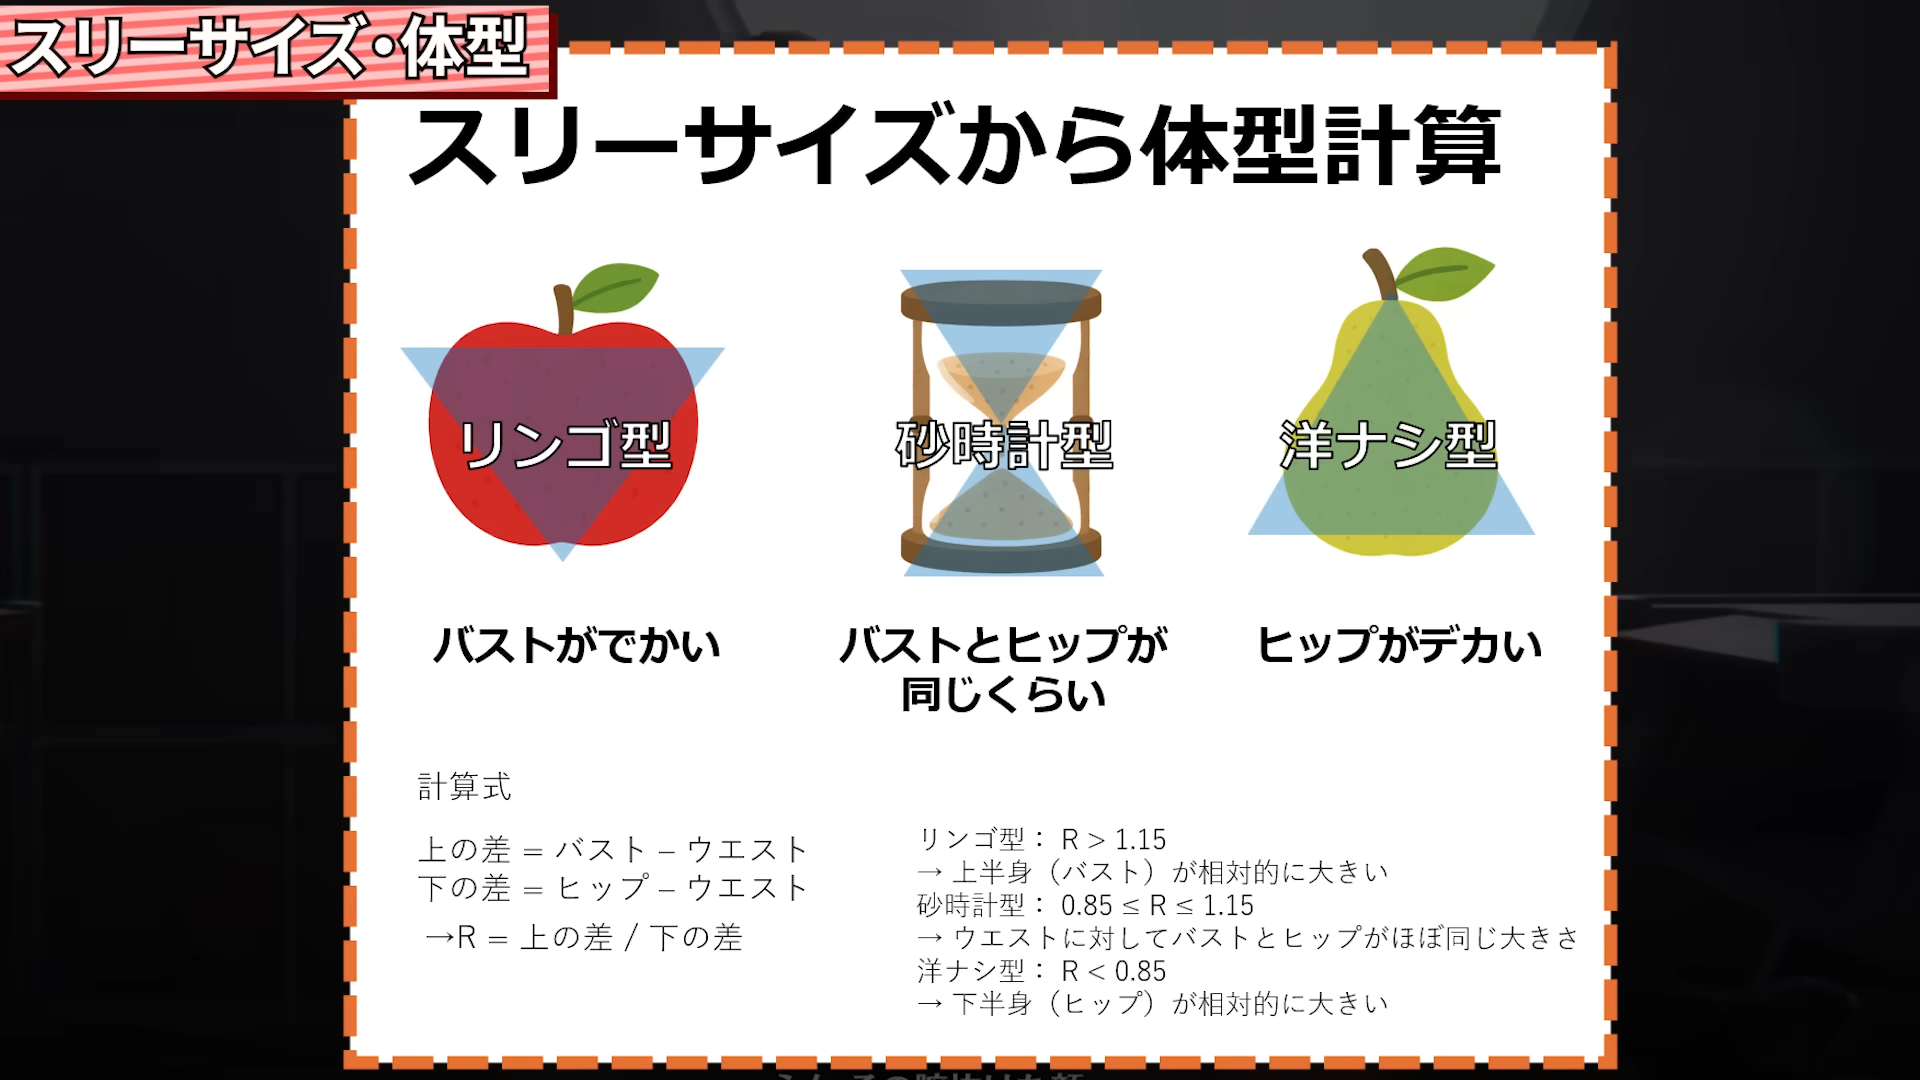 スリーサイズ・体型
スリーサイズから体型計算
リンゴ型
砂時計型
洋ナシ型
バストがでかい
バストとヒップが
同じくらい
ヒップがデカい
計算式
上の差 = バスト – ウエスト
下の差 = ヒップ – ウエスト
→R = 上の差 / 下の差
リンゴ型： R > 1.15
→ 上半身（バスト）が相対的に大きい
砂時計型： 0.85 ≤ R ≤ 1.15
→ ウエストに対してバストとヒップがほぼ同じ大きさ
洋ナシ型： R < 0.85
→ 下半身（ヒップ）が相対的に大きい